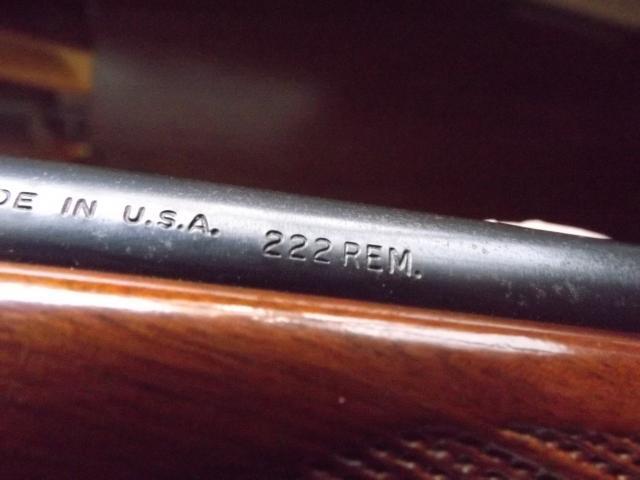 DE IN U.S.A. 222 REM.